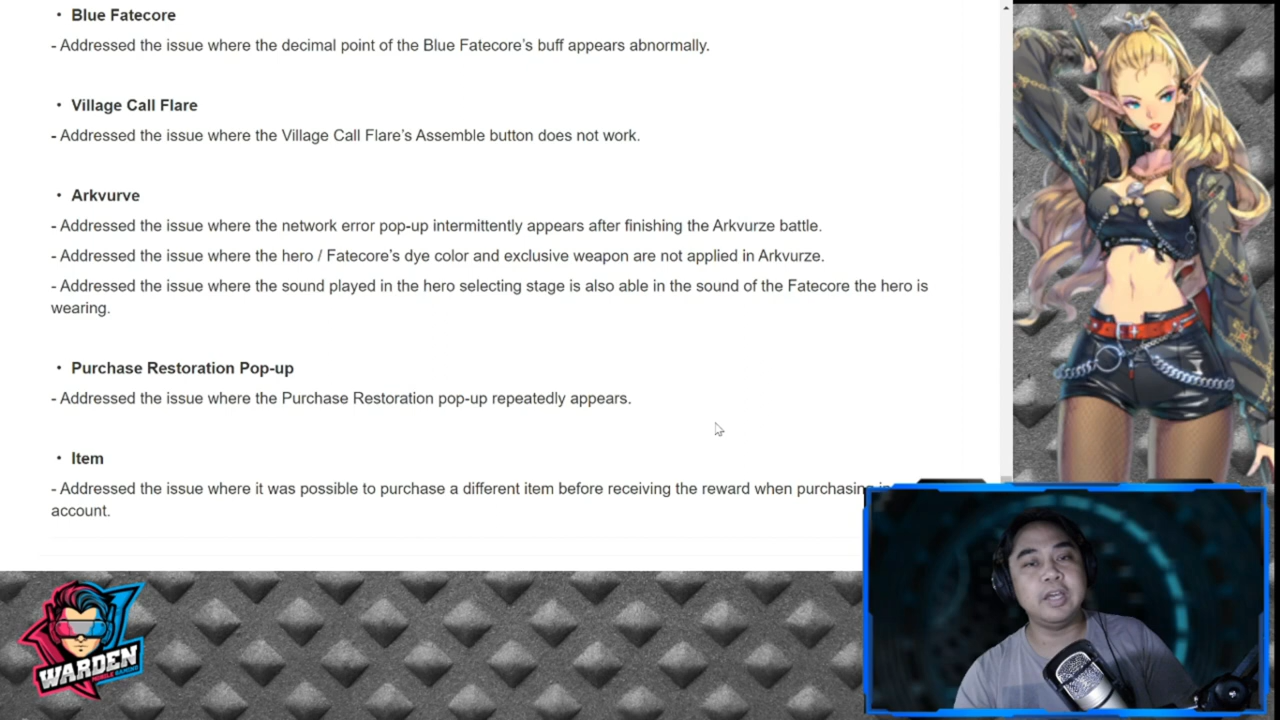 • Blue Fatecore
- Addressed the issue where the decimal point of the Blue Fatecore's buff appears abnormally.
• Village Call Flare
- Addressed the issue where the Village Call Flare's Assemble button does not work.
• Arkvurve
- Addressed the issue where the network error pop-up intermittently appears after finishing the Arkvurze battle.
- Addressed the issue where the hero / Fatecore's dye color and exclusive weapon are not applied in Arkvurze.
- Addressed the issue where the sound played in the hero selecting stage is also able in the sound of the Fatecore the hero is
wearing.
• Purchase Restoration Pop-up
- Addressed the issue where the Purchase Restoration pop-up repeatedly appears.
• Item
- Addressed the issue where it was possible to purchase a different item before receiving the reward when purchasing
account.
WARDEN
MOBILE GAMING